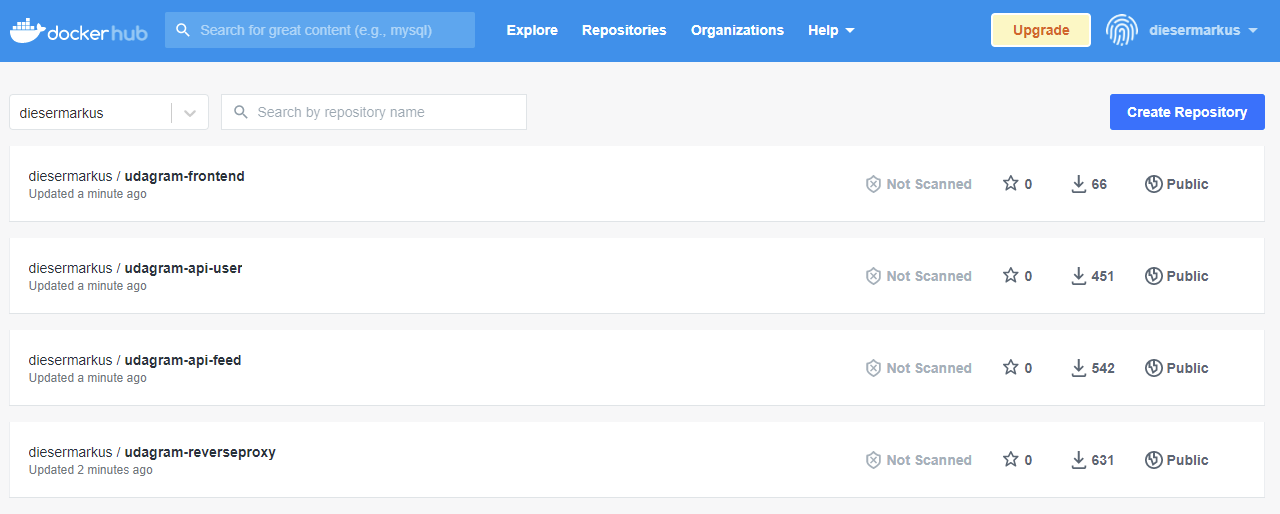 dockerhub Search for great content (e.g., mysql) Explore Repositories Organizations Help Upgrade diesermarkus
diesermarkus Search by repository name Create Repository
diesermarkus / udagram-frontend
Updated a minute ago
Not Scanned 0 66 Public
diesermarkus / udagram-api-user
Updated a minute ago
Not Scanned 0 451 Public
diesermarkus / udagram-api-feed
Updated a minute ago
Not Scanned 0 542 Public
diesermarkus / udagram-reverseproxy
Updated 2 minutes ago
Not Scanned 0 631 Public